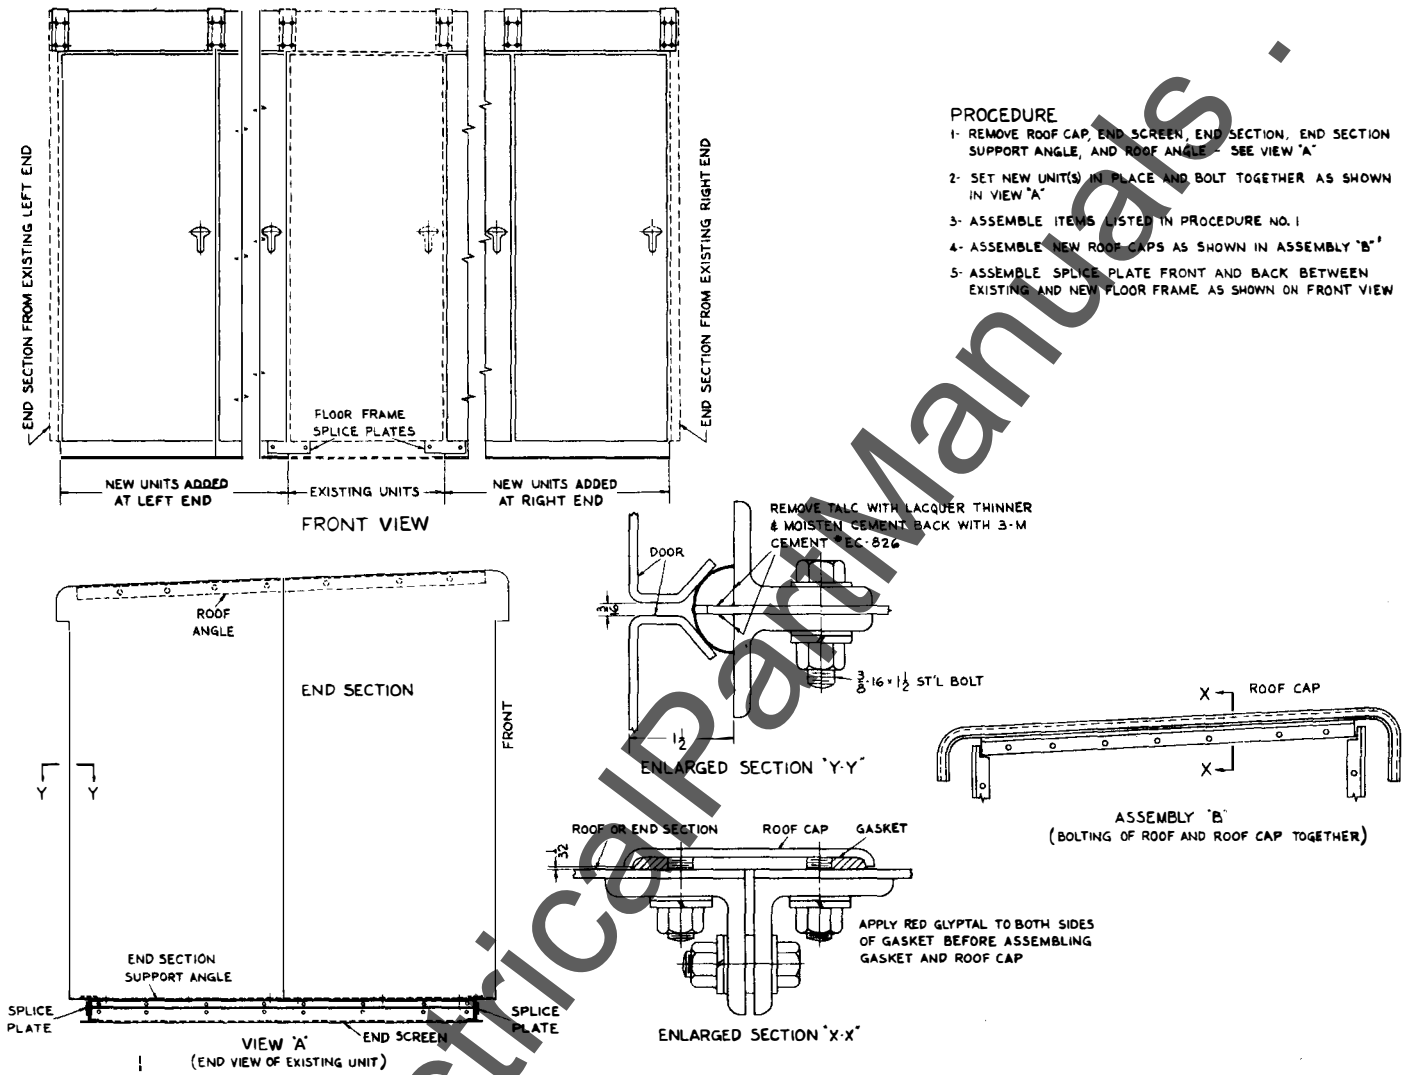 PROCEDURE
1- REMOVE ROOF CAP, END SCREEN, END SECTION, END SECTION
SUPPORT ANGLE, AND ROOF ANGLE - SEE VIEW "A"
2- SET NEW UNIT(S) IN PLACE AND BOLT TOGETHER AS SHOWN
IN VIEW "A"
3- ASSEMBLE ITEMS LISTED IN PROCEDURE NO. 1
4- ASSEMBLE NEW ROOF CAPS AS SHOWN IN ASSEMBLY "B"
5- ASSEMBLE SPLICE PLATE FRONT AND BACK BETWEEN
EXISTING AND NEW FLOOR FRAME AS SHOWN ON FRONT VIEW
END SECTION FROM EXISTING LEFT END
END SECTION FROM EXISTING RIGHT END
FLOOR FRAME
SPLICE PLATES
NEW UNITS ADDED
AT LEFT END
EXISTING UNITS
NEW UNITS ADDED
AT RIGHT END
FRONT VIEW
REMOVE TALC WITH LACQUER THINNER
& MOISTEN CEMENT BACK WITH 3-M
CEMENT #EC-826
DOOR
3/16
3/8-16 x 1 1/2 ST'L BOLT
1 1/2
ENLARGED SECTION "Y-Y"
ROOF
ANGLE
END SECTION
FRONT
Y Y
END SECTION
SUPPORT ANGLE
SPLICE
PLATE
SPLICE
PLATE
END SCREEN
VIEW "A"
(END VIEW OF EXISTING UNIT)
X
ROOF CAP
X
ASSEMBLY "B"
(BOLTING OF ROOF AND ROOF CAP TOGETHER)
ROOF OR END SECTION
ROOF CAP
GASKET
1/32
APPLY RED GLYPTAL TO BOTH SIDES
OF GASKET BEFORE ASSEMBLING
GASKET AND ROOF CAP
ENLARGED SECTION "X-X"
ctricalPartManuals .